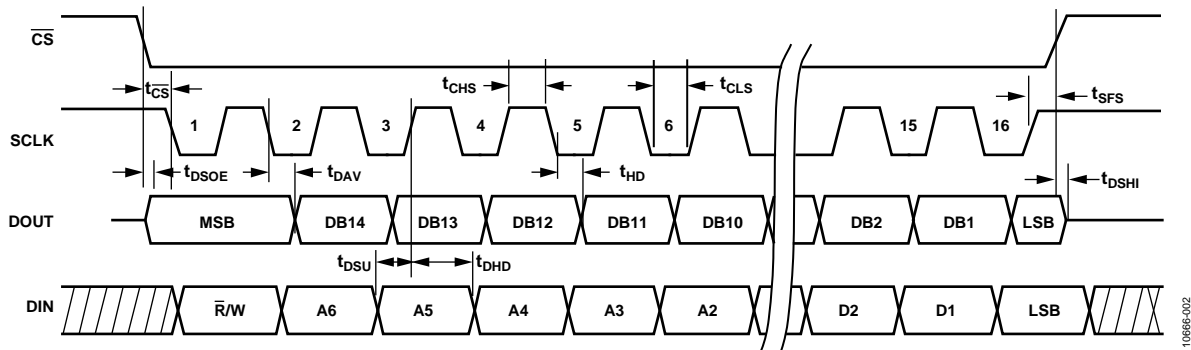 CS
tCS
tCHS
tCLS
tSFS
SCLK
1
2
3
4
5
6
15
16
tDSOE
tDAV
tHD
tDSHI
DOUT
MSB
DB14
DB13
DB12
DB11
DB10
DB2
DB1
LSB
tDSU
tDHD
DIN
R/W
A6
A5
A4
A3
A2
D2
D1
LSB
10666-002